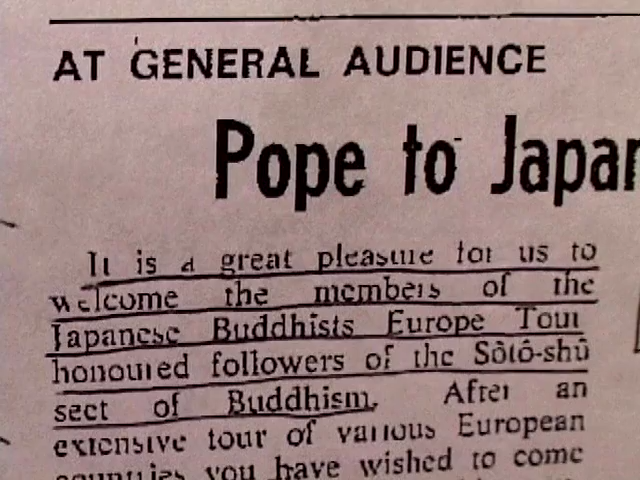 AT GENERAL AUDIENCE
Pope to Japan
It is a great pleasure for us to
welcome the members of the
Japanese Buddhists Europe Tour
honoured followers of the Sôtô-shû
sect of Buddhism. After an
extensive tour of various European
countries you have wished to come